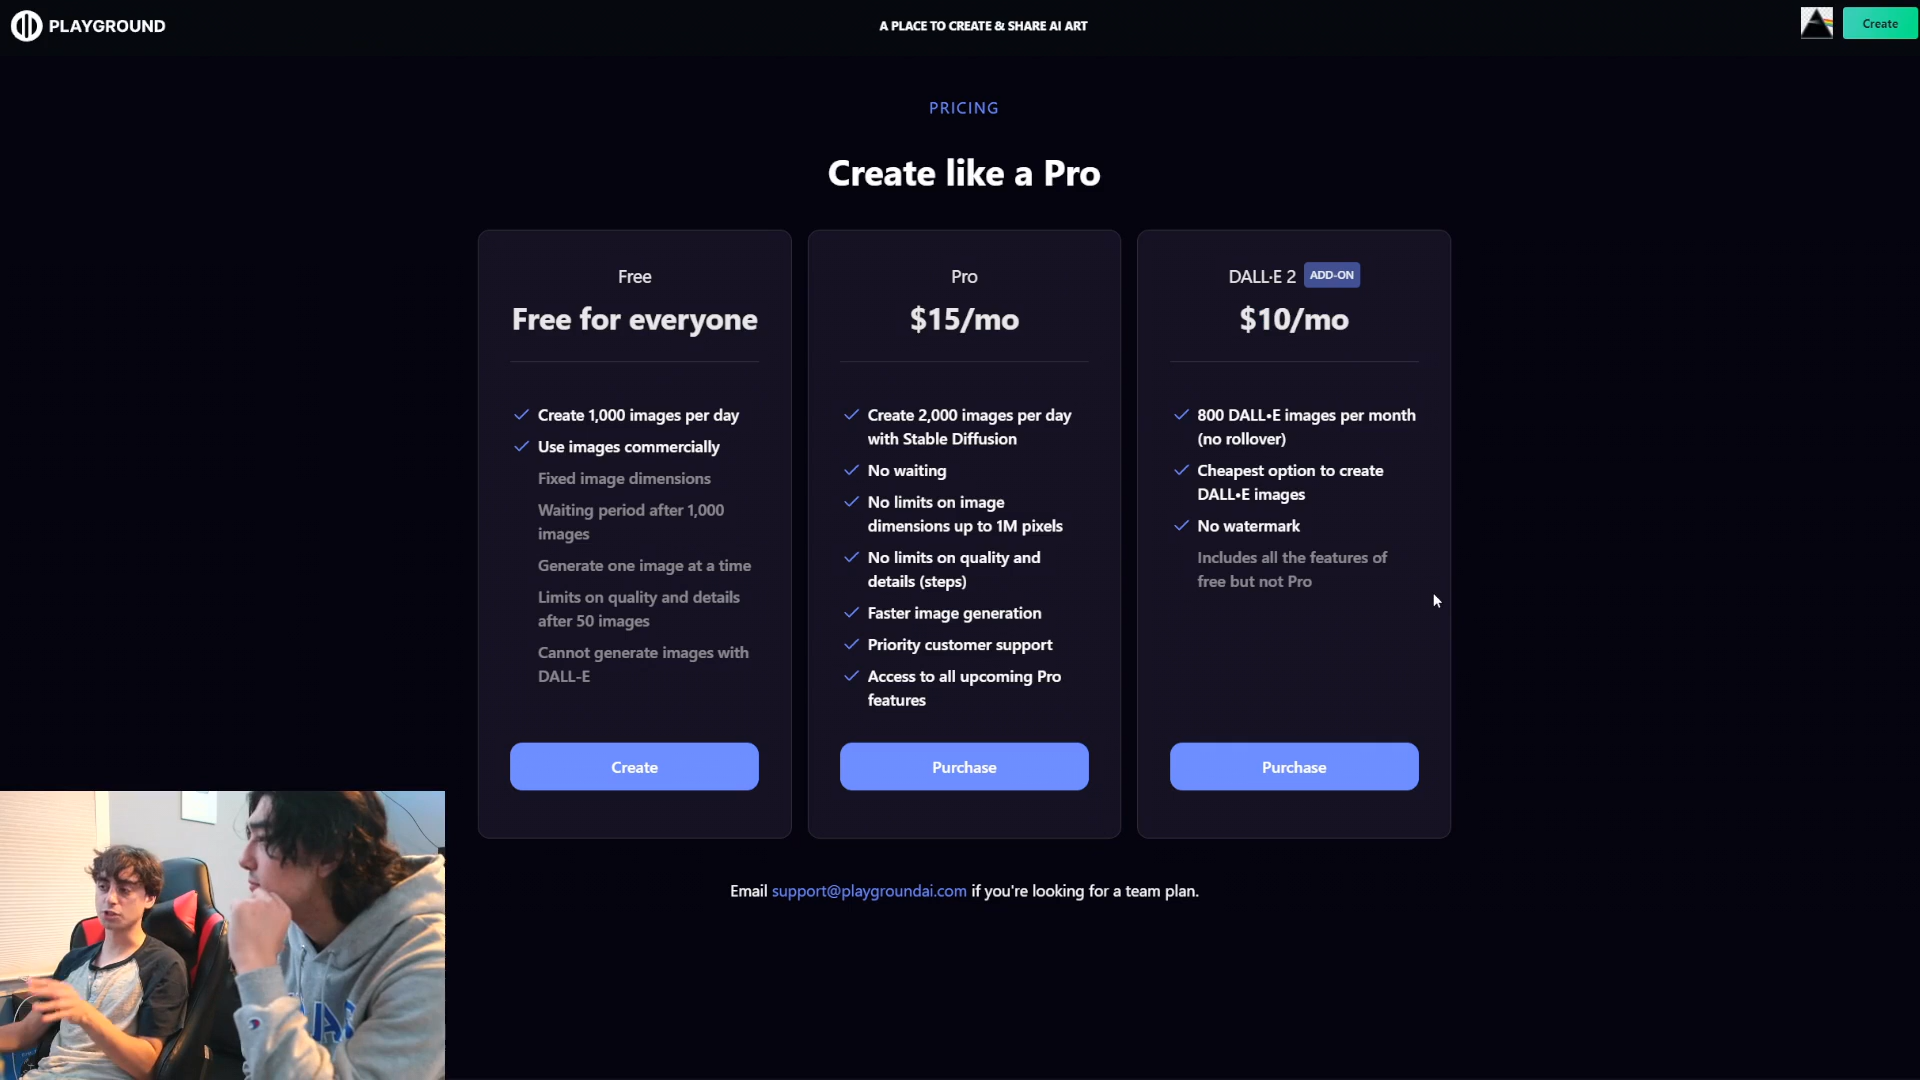 PLAYGROUND
A PLACE TO CREATE & SHARE AI ART
Create
PRICING
Create like a Pro
Free
Free for everyone
Create 1,000 images per day
Use images commercially
Fixed image dimensions
Waiting period after 1,000
images
Generate one image at a time
Limits on quality and details
after 50 images
Cannot generate images with
DALL-E
Create
Pro
$15/mo
Create 2,000 images per day
with Stable Diffusion
No waiting
No limits on image
dimensions up to 1M pixels
No limits on quality and
details (steps)
Faster image generation
Priority customer support
Access to all upcoming Pro
features
Purchase
DALL·E 2 ADD-ON
$10/mo
800 DALL•E images per month
(no rollover)
Cheapest option to create
DALL•E images
No watermark
Includes all the features of
free but not Pro
Purchase
Email support@playgroundai.com if you're looking for a team plan.